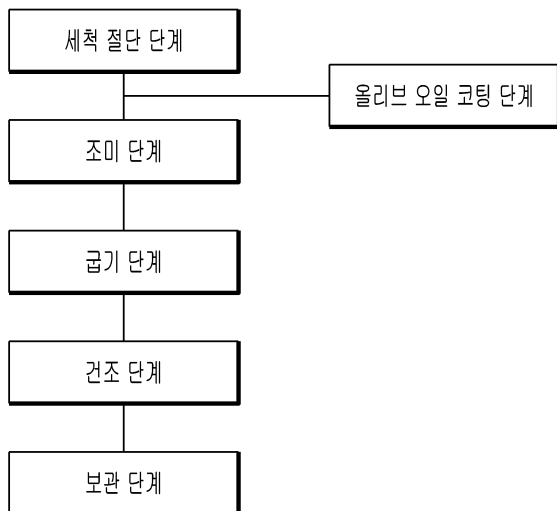 세척 절단 단계
올리브 오일 코팅 단계
조미 단계
굽기 단계
건조 단계
보관 단계